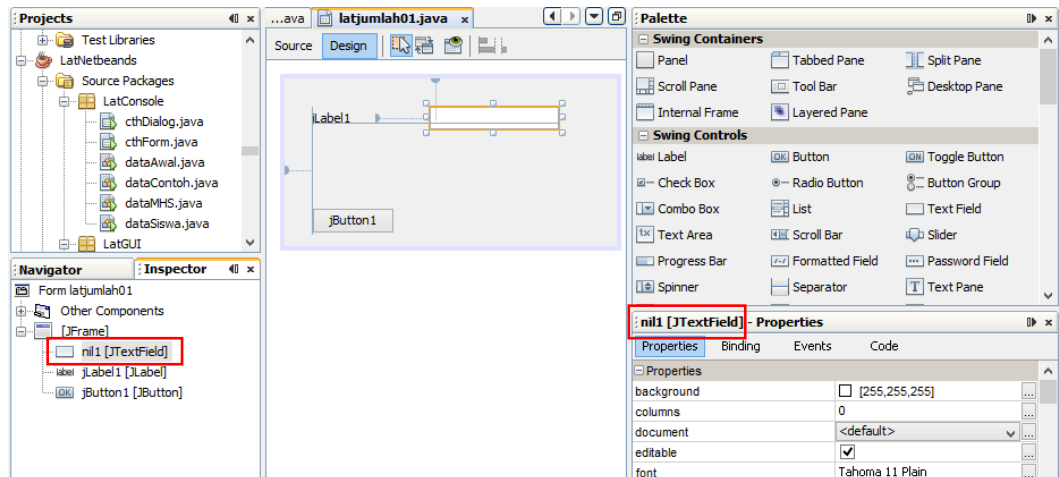 Projects
Test Libraries
LatNetbeands
Source Packages
LatConsole
cthDialog.java
cthForm.java
dataAwal.java
dataContoh.java
dataMHS.java
dataSiswa.java
LatGUI
Navigator
Inspector
Form latjumlah01
Other Components
[JFrame]
nil1 [JTextField]
label jLabel1 [JLabel]
OK jButton1 [JButton]
...ava latjumlah01.java
Source Design
jLabel1
jButton1
Palette
Swing Containers
Panel Tabbed Pane Split Pane
Scroll Pane Tool Bar Desktop Pane
Internal Frame Layered Pane
Swing Controls
label Label OK Button ON Toggle Button
Check Box Radio Button Button Group
Combo Box List Text Field
tx Text Area Scroll Bar Slider
Progress Bar Formatted Field Password Field
Spinner Separator T Text Pane
nil1 [JTextField] - Properties
Properties Binding Events Code
Properties
background [255,255,255] ...
columns 0 ...
document <default> ...
editable ...
font Tahoma 11 Plain ...